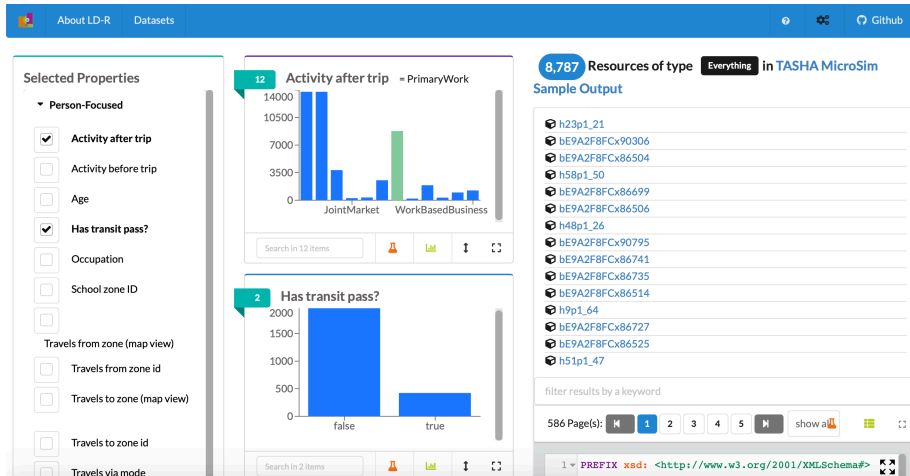 About LD-R
Datasets
Github
Selected Properties
Person-Focused
Activity after trip
Activity before trip
Age
Has transit pass?
Occupation
School zone ID
Travels from zone (map view)
Travels from zone id
Travels to zone (map view)
Travels to zone id
Travels via mode
12
Activity after trip = PrimaryWork
14000
10500
7000
3500
0
JointMarket WorkBasedBusiness
Search in 12 items
2
Has transit pass?
2000
1500
1000
500
0
false true
Search in 2 items
8,787 Resources of type Everything in TASHA MicroSim
Sample Output
h23p1_21
bE9A2F8FCx90306
bE9A2F8FCx86504
h58p1_50
bE9A2F8FCx86699
bE9A2F8FCx86506
h48p1_26
bE9A2F8FCx90795
bE9A2F8FCx86741
bE9A2F8FCx86735
bE9A2F8FCx86514
h9p1_64
bE9A2F8FCx86727
bE9A2F8FCx86525
h51p1_47
filter results by a keyword
586 Page(s): 1 2 3 4 5 show all
1 PREFIX xsd: <http://www.w3.org/2001/XMLSchema#>